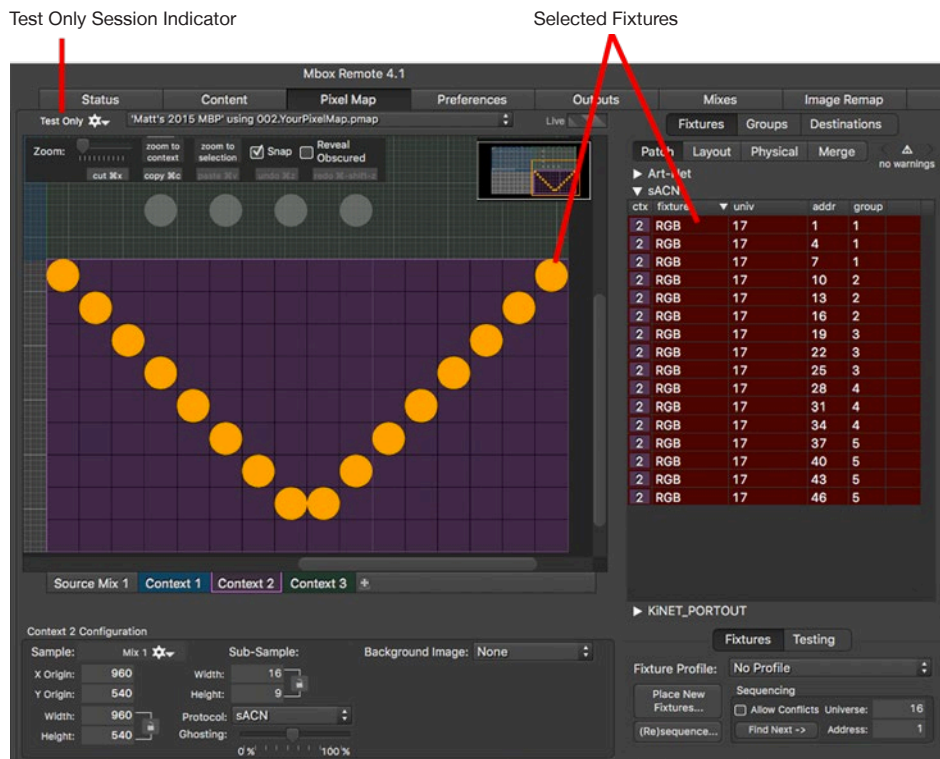 Test Only Session Indicator
Selected Fixtures
Mbox Remote 4.1
Status Content Pixel Map Preferences Outputs Mixes Image Remap
Test Only 'Matt's 2015 MBP' using 002.YourPixelMap.pmap Live
Fixtures Groups Destinations
Zoom: zoom to context zoom to selection Snap Reveal Obscured
cut ⌘x copy ⌘c paste ⌘v undo ⌘z redo ⌘-shift-z
Patch Layout Physical Merge no warnings
Art-Net
sACN
ctx fixture univ addr group
2 RGB 17 1 1
2 RGB 17 4 1
2 RGB 17 7 1
2 RGB 17 10 2
2 RGB 17 13 2
2 RGB 17 16 2
2 RGB 17 19 3
2 RGB 17 22 3
2 RGB 17 25 3
2 RGB 17 28 4
2 RGB 17 31 4
2 RGB 17 34 4
2 RGB 17 37 5
2 RGB 17 40 5
2 RGB 17 43 5
2 RGB 17 46 5
KiNET_PORTOUT
Source Mix 1 Context 1 Context 2 Context 3 +
Context 2 Configuration
Sample: Mix 1 Sub-Sample: Background Image: None
X Origin: 960 Width: 16
Y Origin: 540 Height: 9
Width: 960 Protocol: sACN
Height: 540 Ghosting:
0% 100%
Fixtures Testing
Fixture Profile: No Profile
Place New Fixtures... Sequencing
Allow Conflicts Universe: 16
(Re)sequence... Find Next -> Address: 1